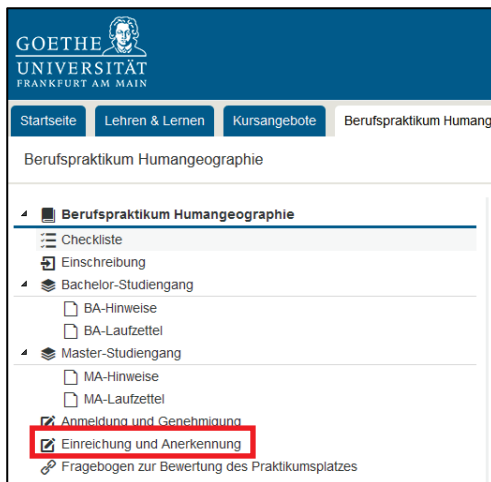 GOETHE
UNIVERSITÄT
FRANKFURT AM MAIN
Startseite Lehren & Lernen Kursangebote Berufspraktikum Humang
Berufspraktikum Humangeographie
Berufspraktikum Humangeographie
Checkliste
Einschreibung
Bachelor-Studiengang
BA-Hinweise
BA-Laufzettel
Master-Studiengang
MA-Hinweise
MA-Laufzettel
Anmeldung und Genehmigung
Einreichung und Anerkennung
Fragebogen zur Bewertung des Praktikumsplatzes